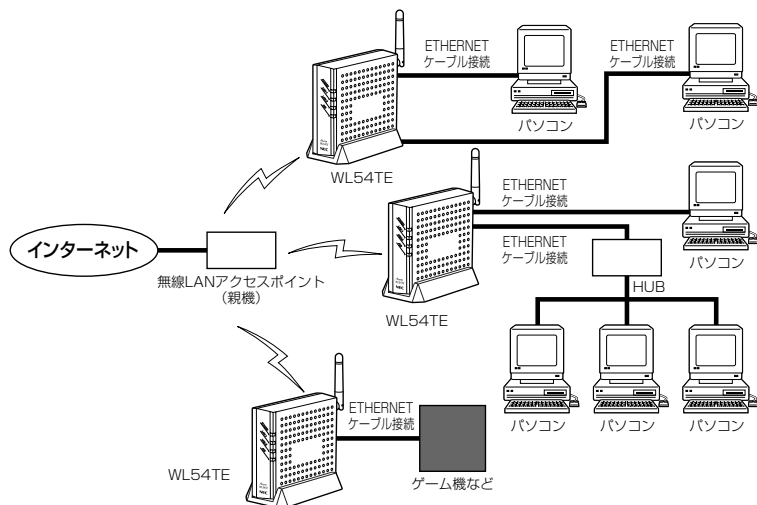 ETHERNET
ケーブル接続
パソコン
ETHERNET
ケーブル接続
パソコン
WL54TE
ETHERNET
ケーブル接続
パソコン
ETHERNET
ケーブル接続
HUB
WL54TE
インターネット
無線LANアクセスポイント
(親機)
パソコン
パソコン
パソコン
ETHERNET
ケーブル接続
WL54TE
ゲーム機など
NEC
NEC
NEC